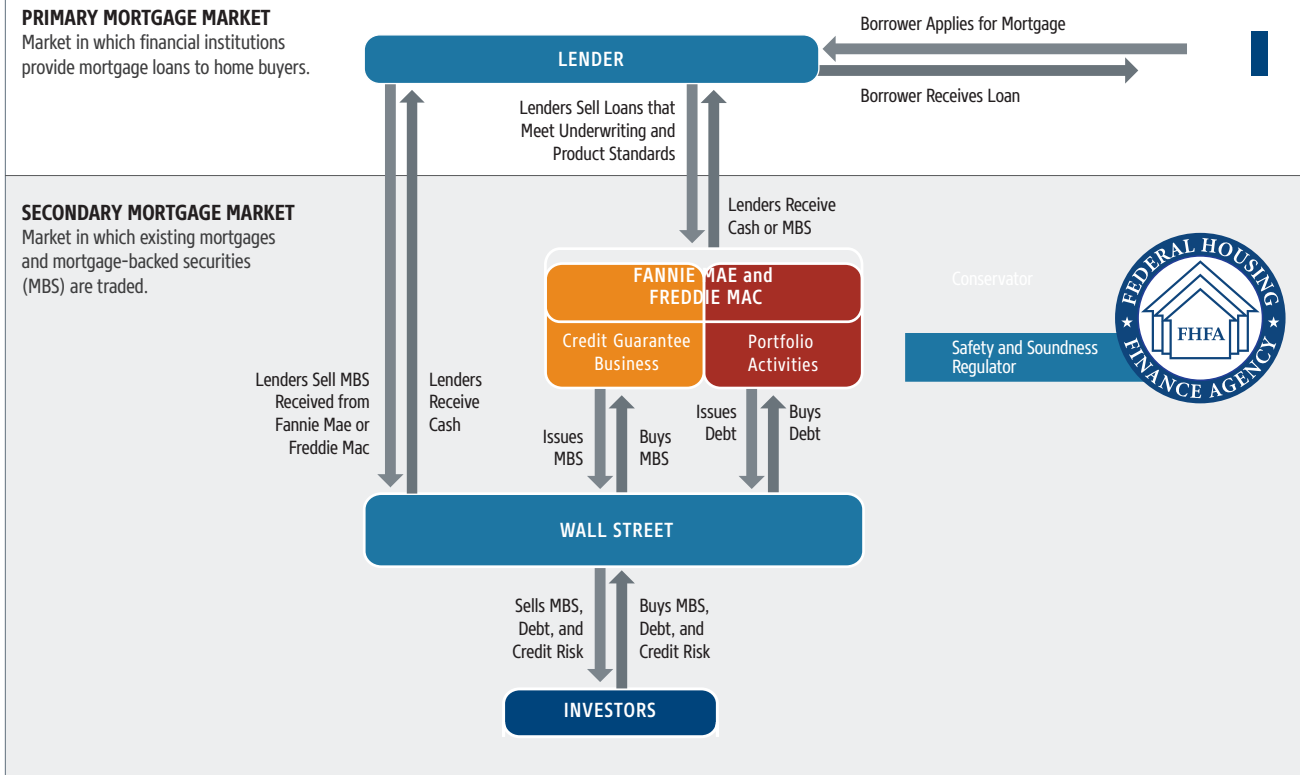 PRIMARY MORTGAGE MARKET
Market in which financial institutions
provide mortgage loans to home buyers.
LENDER
Borrower Applies for Mortgage
Borrower Receives Loan
Lenders Sell Loans that
Meet Underwriting and
Product Standards
SECONDARY MORTGAGE MARKET
Market in which existing mortgages
and mortgage-backed securities
(MBS) are traded.
Lenders Receive
Cash or MBS
FANNIE MAE and
FREDDIE MAC
Credit Guarantee
Business
Portfolio
Activities
Conservator
Safety and Soundness
Regulator
FEDERAL HOUSING
FHFA
FINANCE AGENCY
Lenders Sell MBS
Received from
Fannie Mae or
Freddie Mac
Lenders
Receive
Cash
Issues
MBS
Buys
MBS
Issues
Debt
Buys
Debt
WALL STREET
Sells MBS,
Debt, and
Credit Risk
Buys MBS,
Debt, and
Credit Risk
INVESTORS